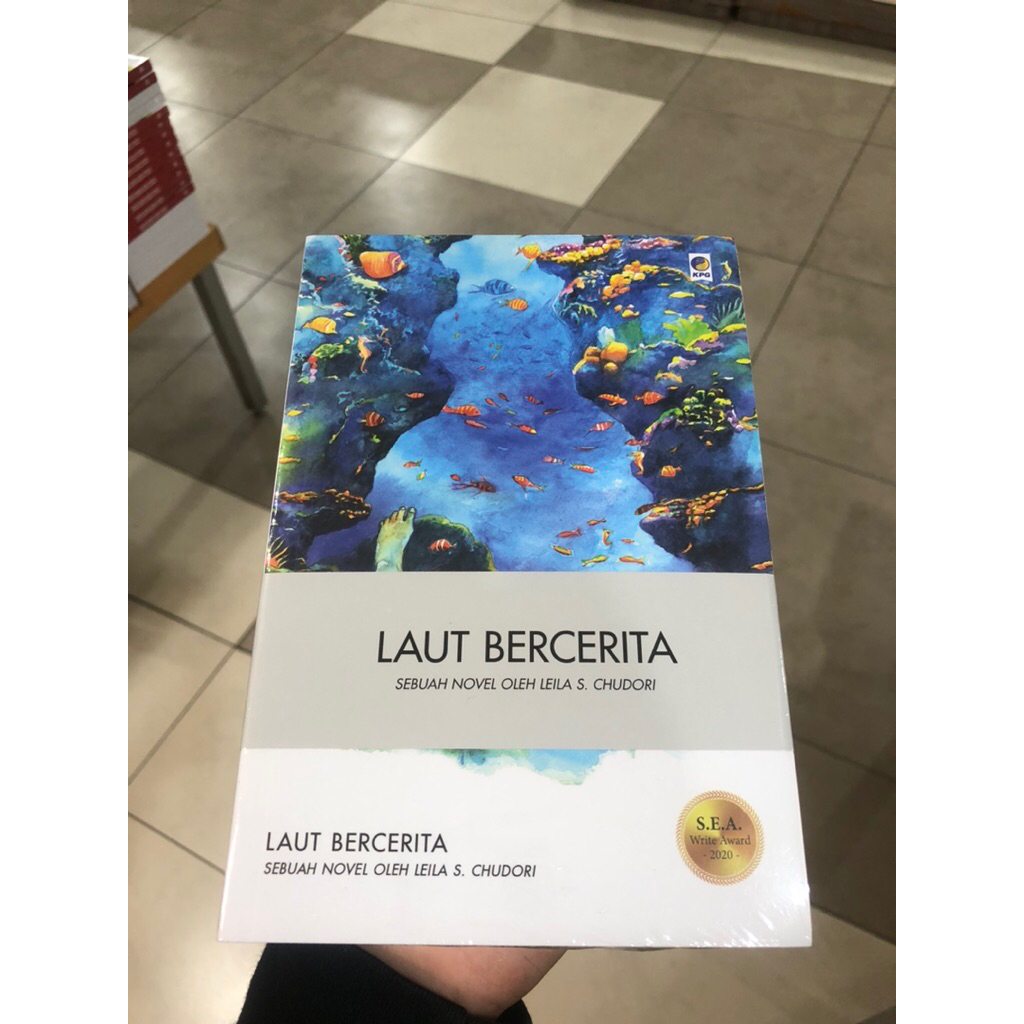 KPG
LAUT BERCERITA
SEBUAH NOVEL OLEH LEILA S. CHUDORI
LAUT BERCERITA
SEBUAH NOVEL OLEH LEILA S. CHUDORI
S.E.A.
Write Award
- 2020 -